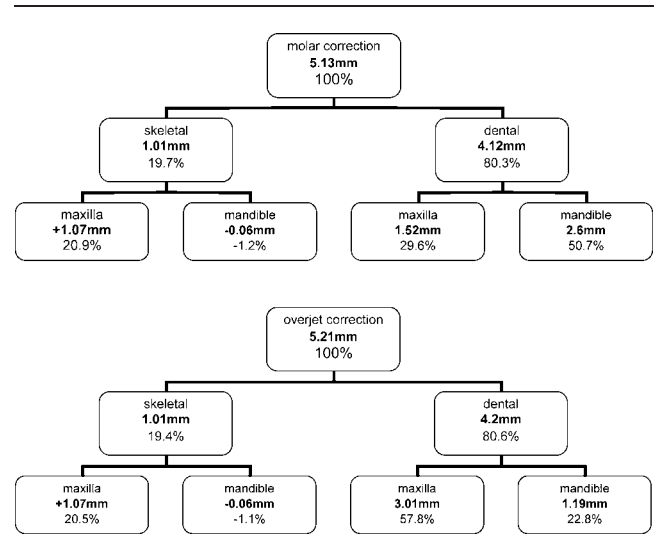 molar correction
5.13mm
100%
skeletal
1.01mm
19.7%
dental
4.12mm
80.3%
maxilla
+1.07mm
20.9%
mandible
-0.06mm
-1.2%
maxilla
1.52mm
29.6%
mandible
2.6mm
50.7%
overjet correction
5.21mm
100%
skeletal
1.01mm
19.4%
dental
4.2mm
80.6%
maxilla
+1.07mm
20.5%
mandible
-0.06mm
-1.1%
maxilla
3.01mm
57.8%
mandible
1.19mm
22.8%